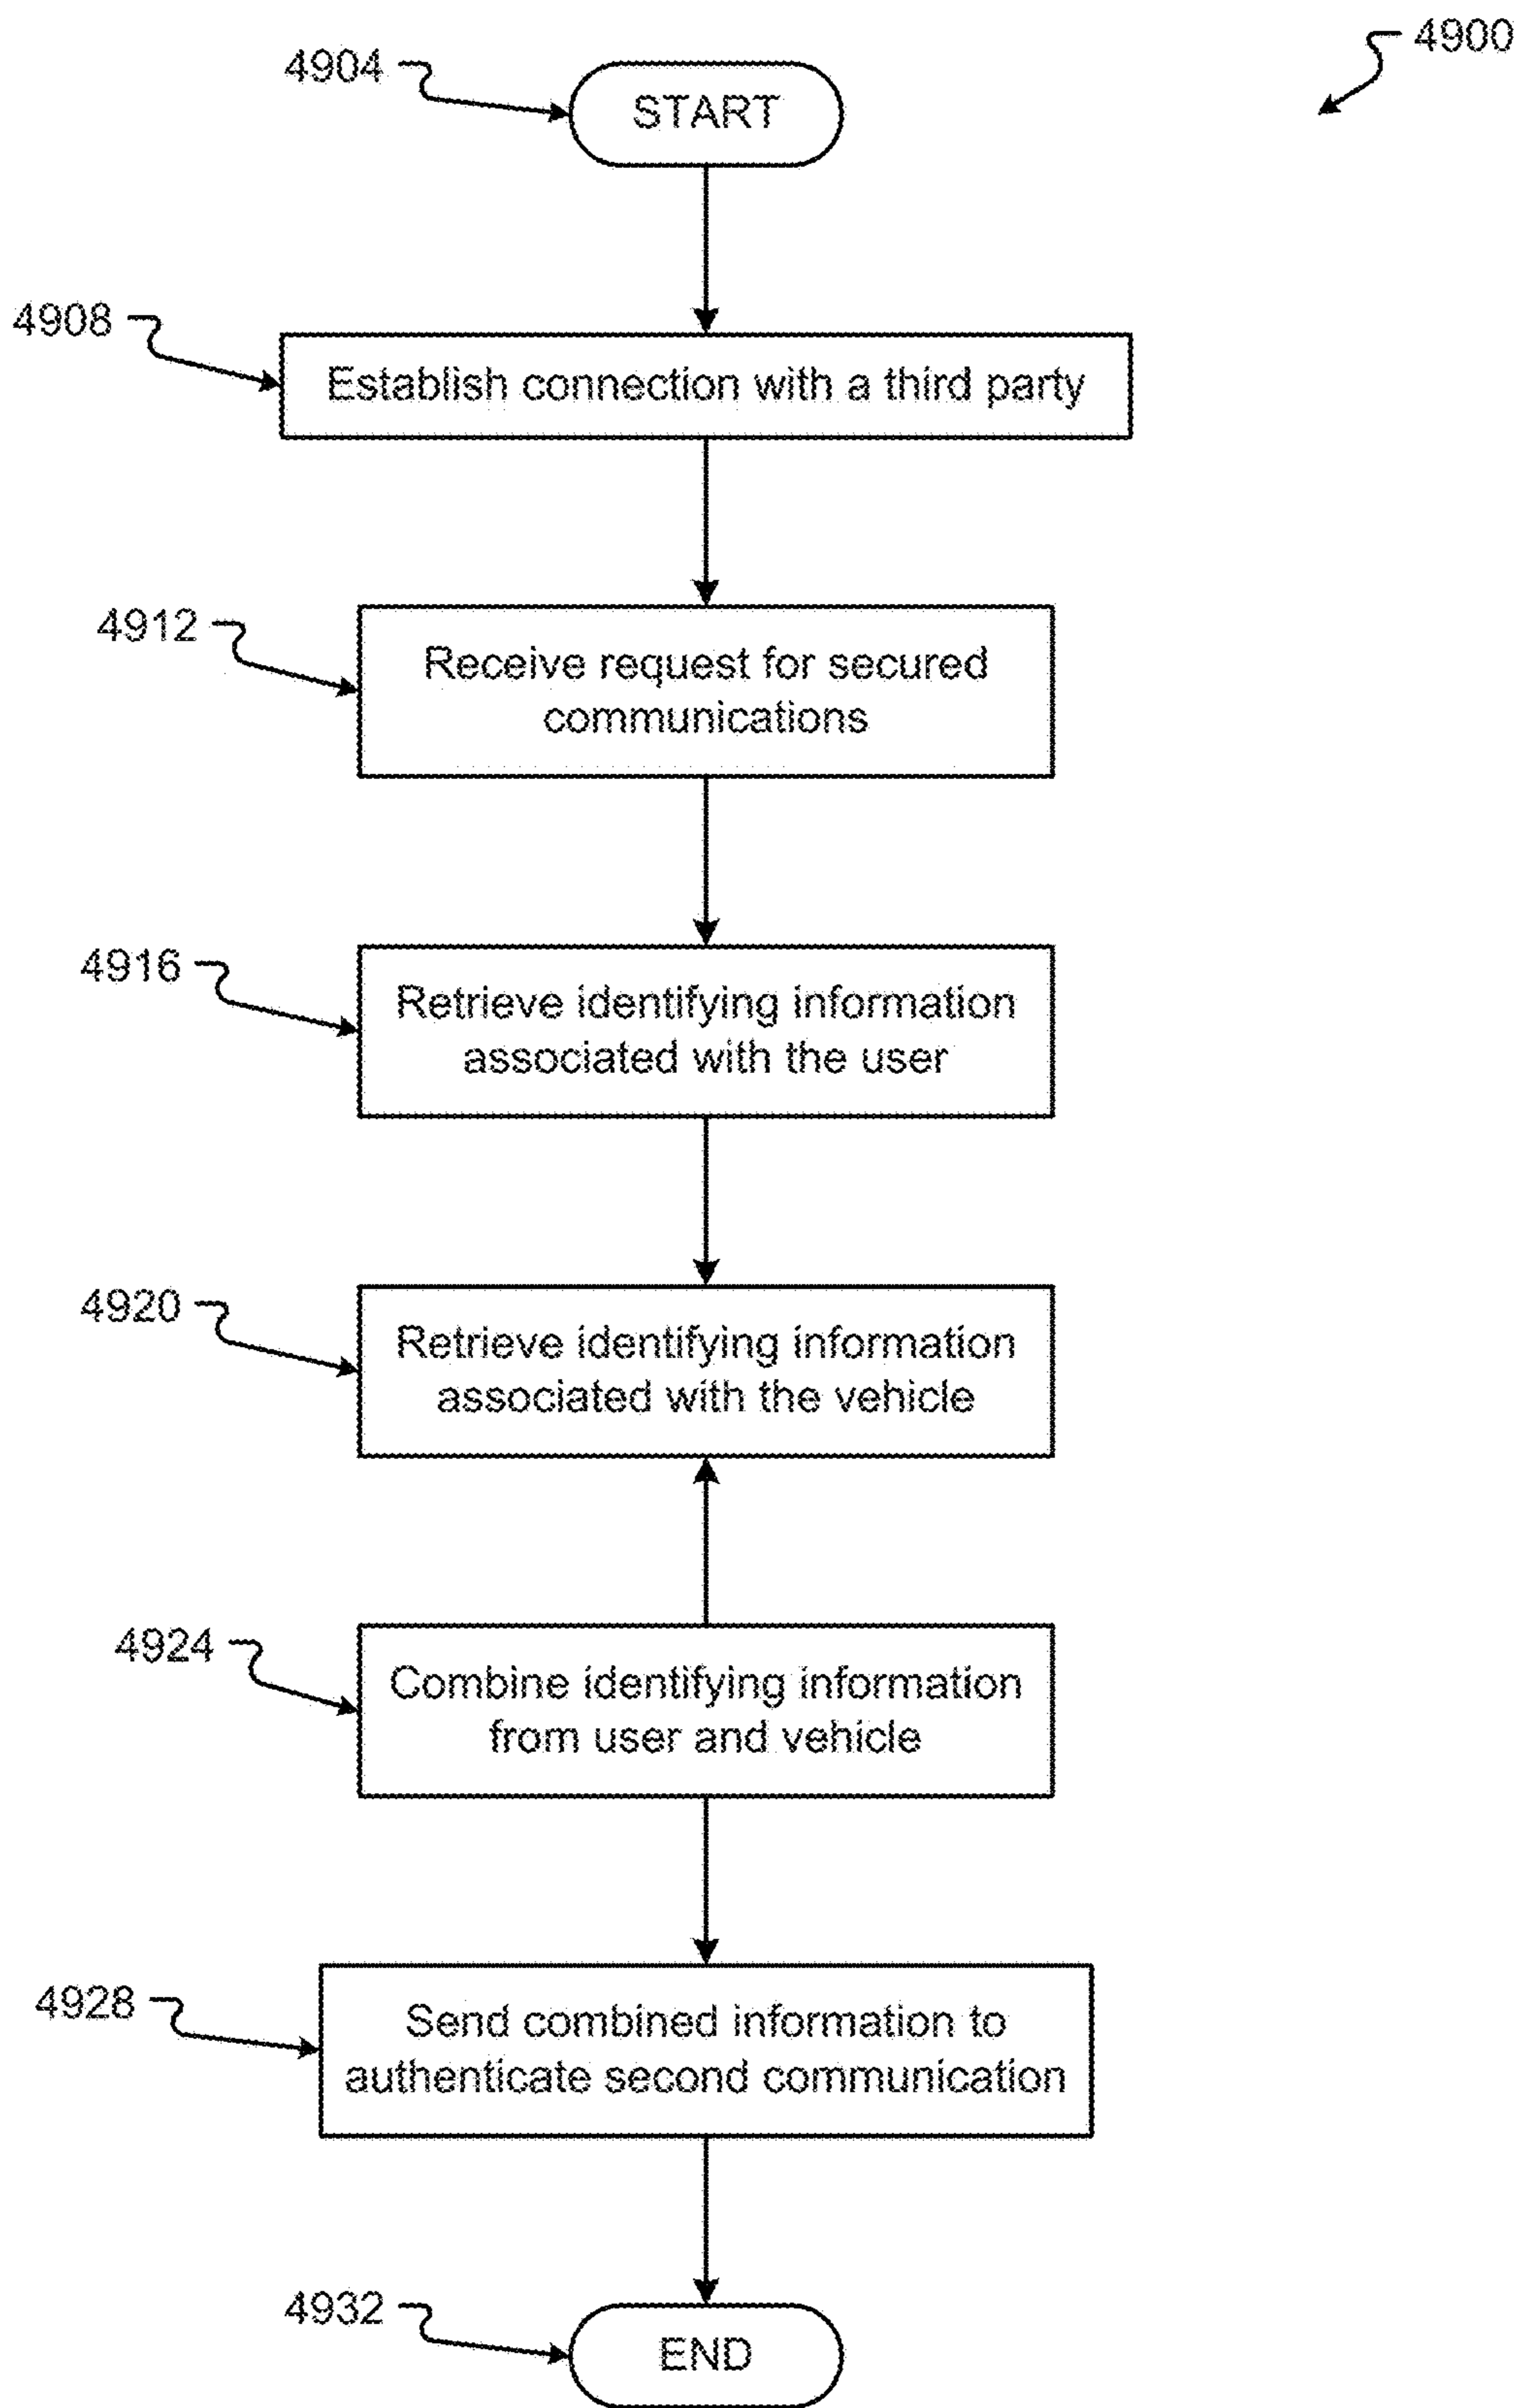 4900
4904
START
4908
Establish connection with a third party
4912
Receive request for secured
communications
4916
Retrieve identifying information
associated with the user
4920
Retrieve identifying information
associated with the vehicle
4924
Combine identifying information
from user and vehicle
4928
Send combined information to
authenticate second communication
4932
END